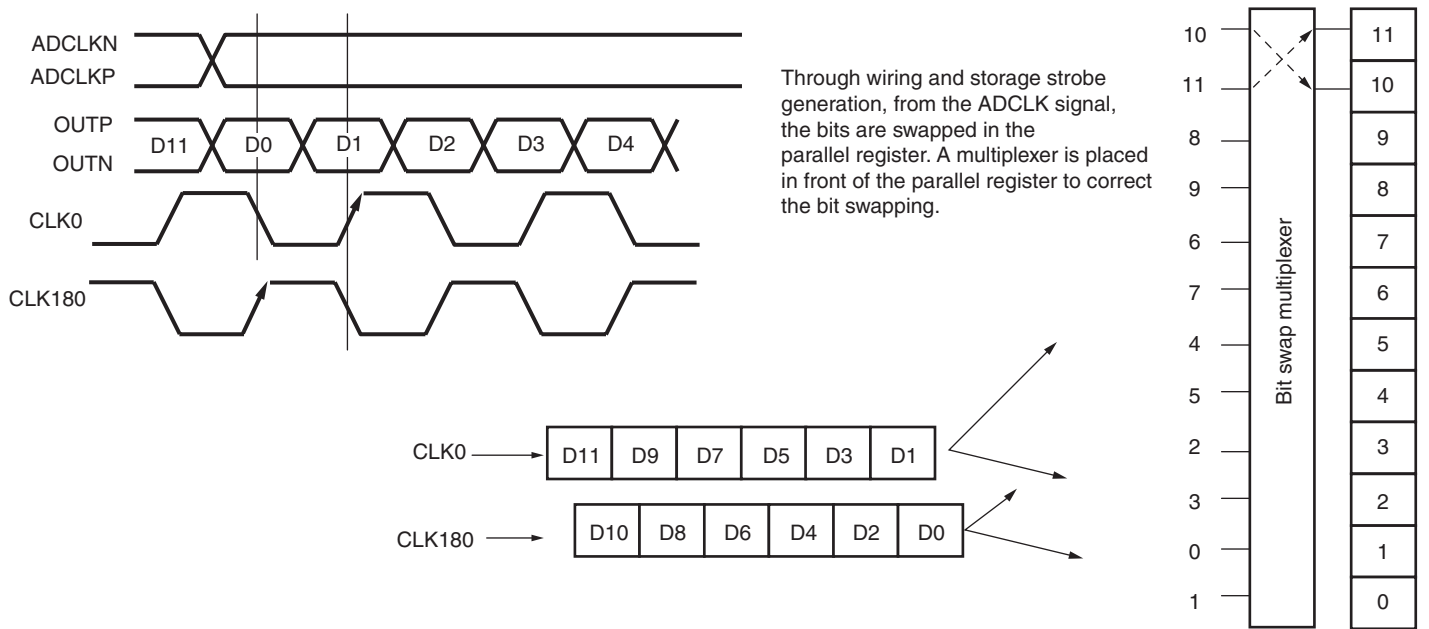 ADCLKN
ADCLKP
OUTP
OUTN
D11 D0 D1 D2 D3 D4
CLK0
CLK180
Through wiring and storage strobe
generation, from the ADCLK signal,
the bits are swapped in the
parallel register. A multiplexer is placed
in front of the parallel register to correct
the bit swapping.
CLK0
D11 D9 D7 D5 D3 D1
CLK180
D10 D8 D6 D4 D2 D0
10
11
8
9
6
7
4
5
2
3
0
1
Bit swap multiplexer
11
10
9
8
7
6
5
4
3
2
1
0